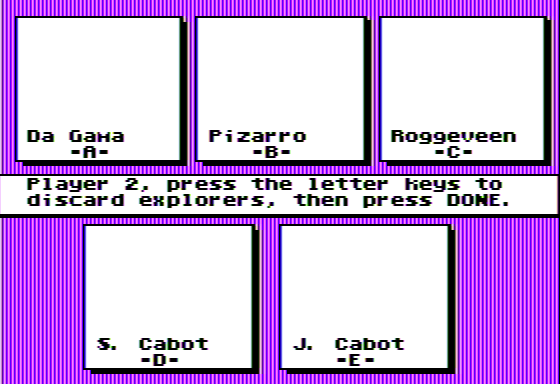 Da Gama
-A-
Pizarro
-B-
Roggeveen
-C-
Player 2, press the letter keys to
discard explorers, then press DONE.
S. Cabot
-D-
J. Cabot
-E-